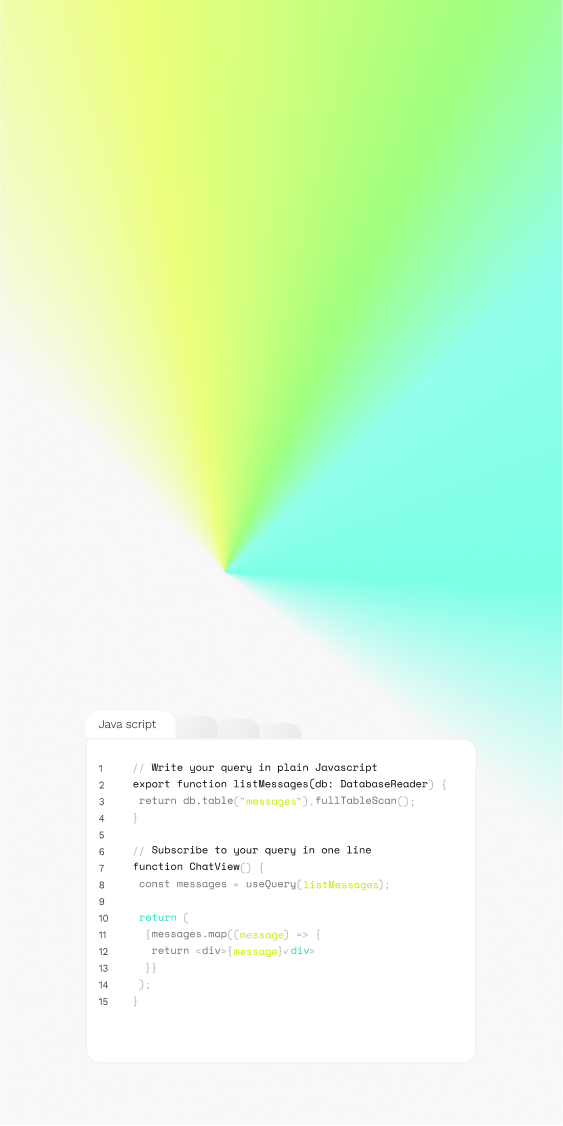 Java script
1 // Write your query in plain Javascript
2 export function listMessages(db: DatabaseReader) {
3 return db.table("messages").fullTableScan();
4 }
5
6 // Subscribe to your query in one line
7 function ChatView() {
8 const messages = useQuery(listMessages);
9
10 return (
11 {messages.map((message) => {
12 return <div>{message}</div>
13 }}
14 );
15 }